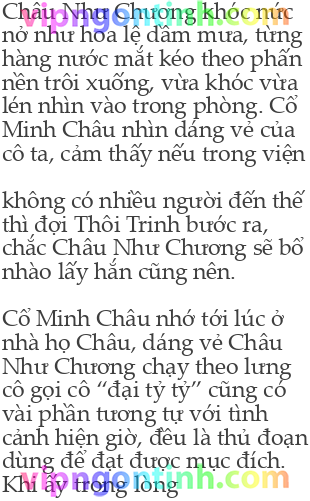 Châu Như Chương khóc nức
vipngontinh.com
nở như hoa lệ dầm mưa, từng
hàng nước mắt kéo theo phấn
nền trôi xuống, vừa khóc vừa
lén nhìn vào trong phòng. Cổ
Minh Châu nhìn dáng vẻ của
cô ta, cảm thấy nếu trong viện
không có nhiều người đến thế
thì đợi Thôi Trinh bước ra,
chắc Châu Như Chương sẽ bổ
nhào lấy hắn cũng nên.
Cổ Minh Châu nhớ tới lúc ở
nhà họ Châu, dáng vẻ Châu
Như Chương chạy theo lưng
cô gọi cô “đại tỷ tỷ” cũng có
vài phần tương tự với tình
cảnh hiện giờ, đều là thủ đoạn
dùng để đạt được mục đích.
vipngontinh.com
Khi ấy trong lòng